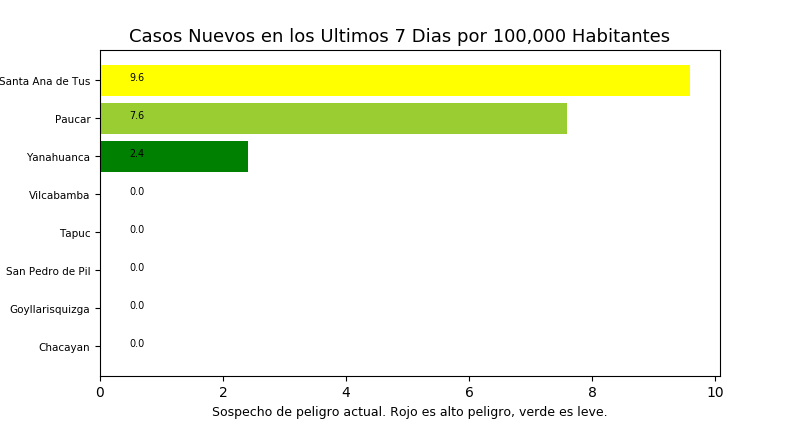 Casos Nuevos en los Ultimos 7 Dias por 100,000 Habitantes
Santa Ana de Tus 9.6
Paucar 7.6
Yanahuanca 2.4
Vilcabamba 0.0
Tapuc 0.0
San Pedro de Pil 0.0
Goyllarisquizga 0.0
Chacayan 0.0
0 2 4 6 8 10
Sospecho de peligro actual. Rojo es alto peligro, verde es leve.